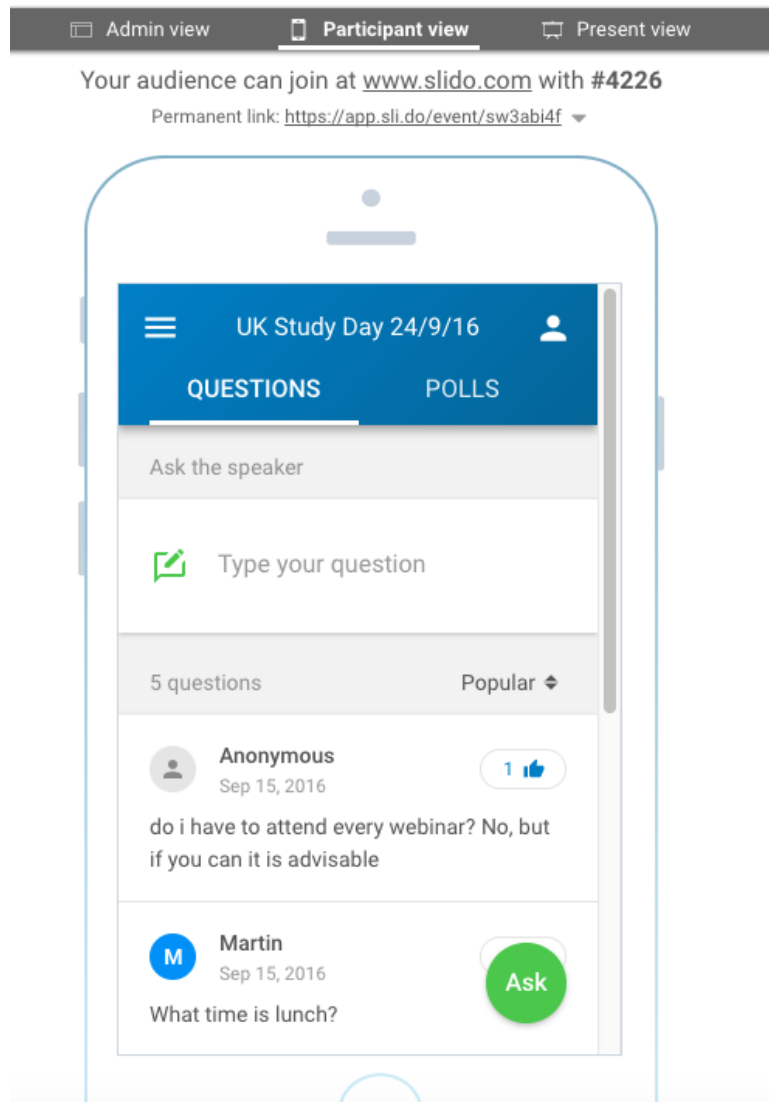 Admin view Participant view Present view
Your audience can join at www.slido.com with #4226
Permanent link: https://app.sli.do/event/sw3abi4f
UK Study Day 24/9/16
QUESTIONS POLLS
Ask the speaker
Type your question
5 questions Popular
Anonymous
1
Sep 15, 2016
do i have to attend every webinar? No, but
if you can it is advisable
M
Martin
Sep 15, 2016
Ask
What time is lunch?